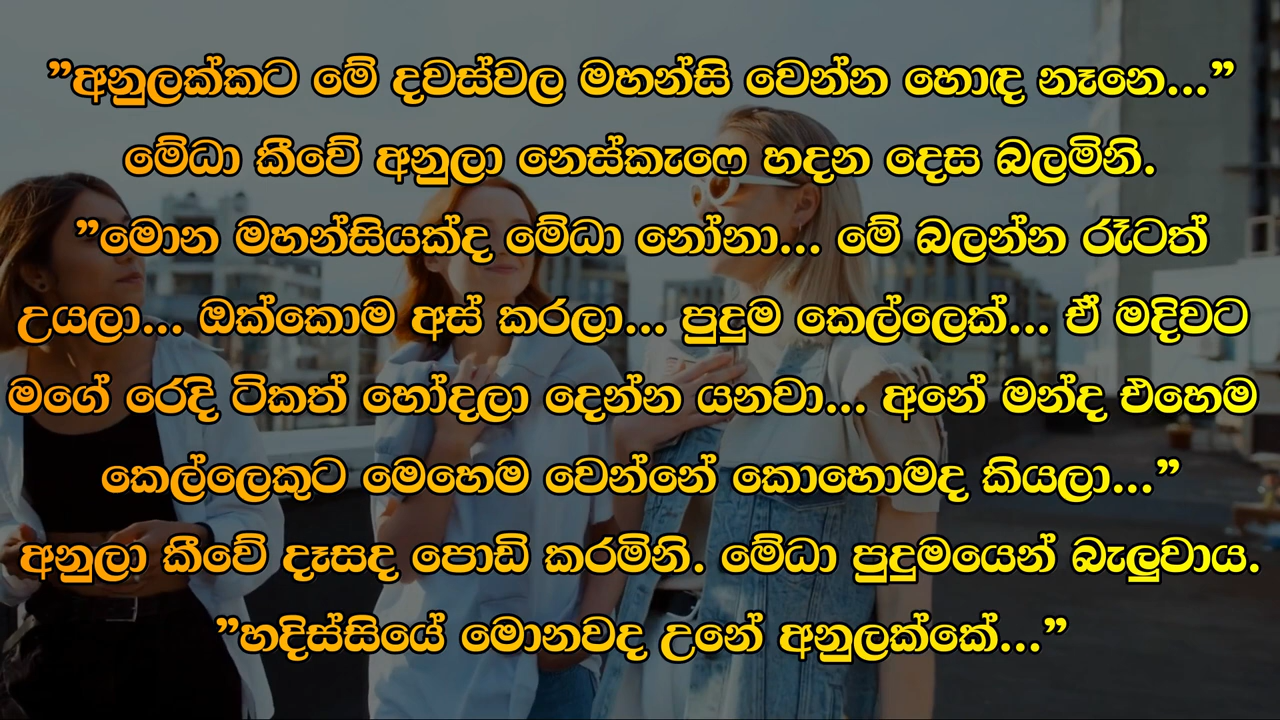 ”අනුලක්කට මේ දවස්වල මහන්සි වෙන්න හොඳ නෑනෙ...”
මේධා කීවේ අනුලා නෙස්කැෆෙ හදන දෙස බලමිනි.
”මොන මහන්සියක්ද මේධා නෝනා... මේ බලන්න රෑටත්
උයලා... ඔක්කොම අස් කරලා... පුදුම කෙල්ලෙක්... ඒ මදිවට
මගේ රෙදි ටිකත් හෝදලා දෙන්න යනවා... අනේ මන්ද එහෙම
කෙල්ලෙකුට මෙහෙම වෙන්නේ කොහොමද කියලා...”
අනුලා කීවේ දෑසද පොඩි කරමිනි. මේධා පුදුමයෙන් බැලුවාය.
”හදිස්සියේ මොනවද උනේ අනුලක්කේ...”